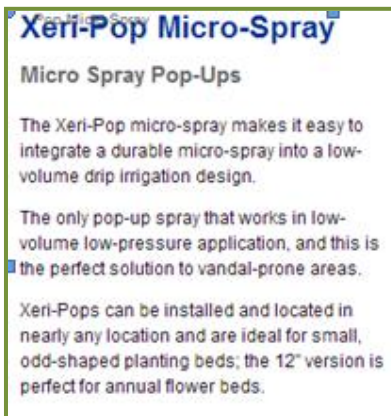 Pop Micro-Spray
Xeri-Pop Micro-Spray
Micro Spray Pop-Ups
The Xeri-Pop micro-spray makes it easy to
integrate a durable micro-spray into a low-
volume drip irrigation design.
The only pop-up spray that works in low-
volume low-pressure application, and this is
the perfect solution to vandal-prone areas.
Xeri-Pops can be installed and located in
nearly any location and are ideal for small,
odd-shaped planting beds; the 12" version is
perfect for annual flower beds.